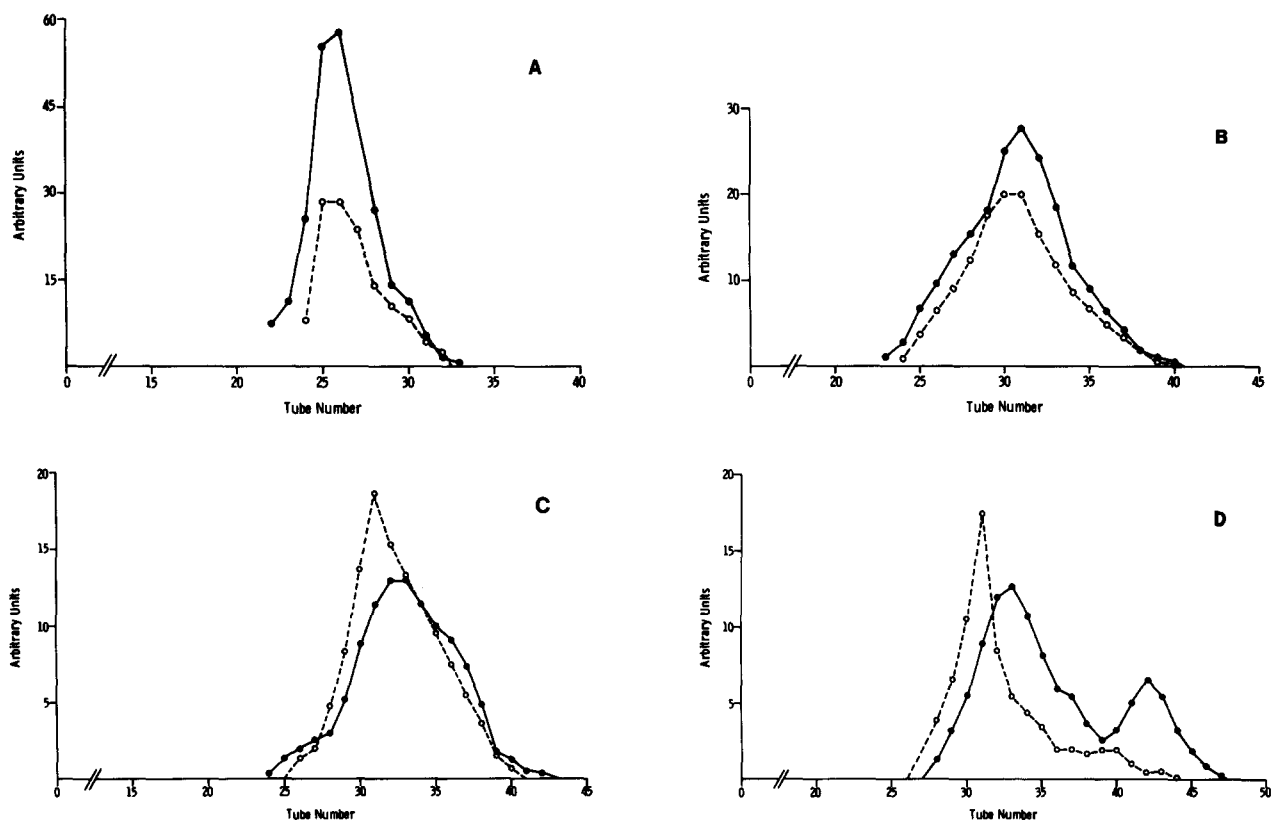 60
45
30
15
Arbitrary Units
A
0 15 20 25 30 35 40
Tube Number
30
20
10
Arbitrary Units
B
0 20 25 30 35 40 45
Tube Number
20
15
10
5
Arbitrary Units
C
0 15 20 25 30 35 40 45
Tube Number
20
15
10
5
Arbitrary Units
D
0 20 25 30 35 40 45 50
Tube Number